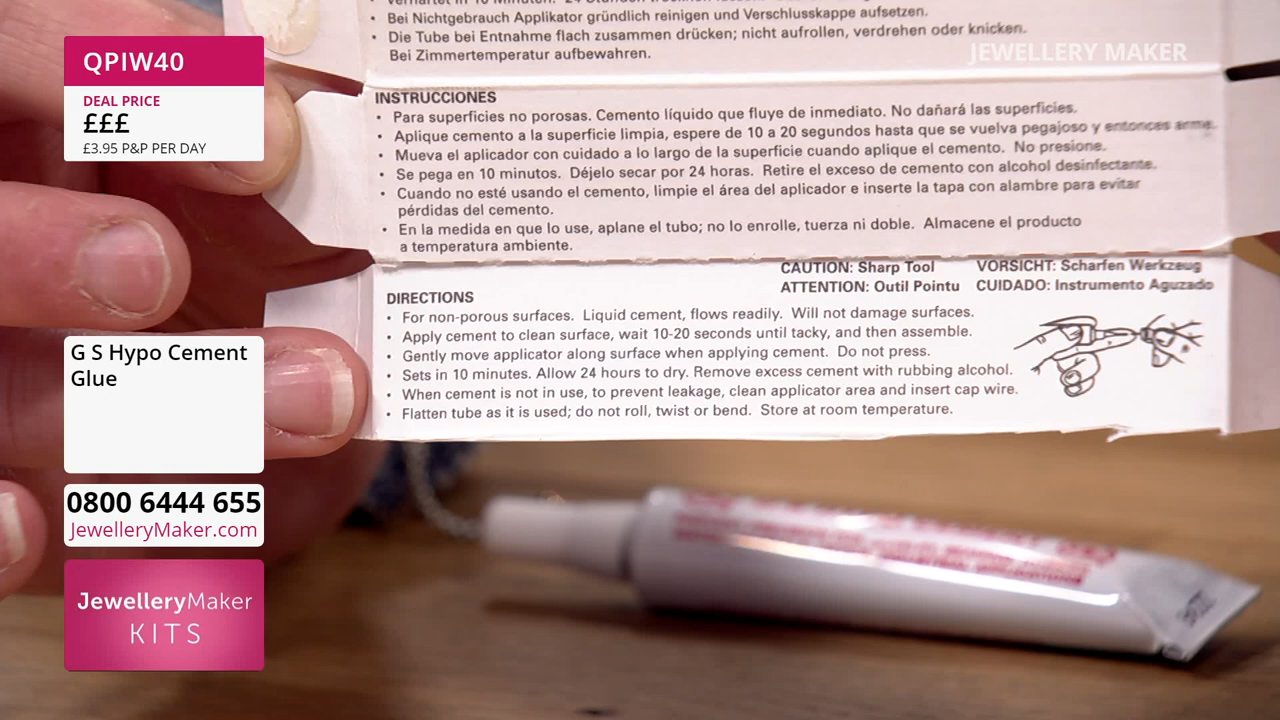 QPIW40
DEAL PRICE
£££
£3.95 P&P PER DAY
G S Hypo Cement
Glue
0800 6444 655
JewelleryMaker.com
JewelleryMaker
KITS
JEWELLERY MAKER
• Bei Nichtgebrauch Applikator gründlich reinigen und Verschlusskappe aufsetzen.
• Die Tube bei Entnahme flach zusammen drücken; nicht aufrollen, verdrehen oder knicken.
Bei Zimmertemperatur aufbewahren.
INSTRUCCIONES
• Para superficies no porosas. Cemento líquido que fluye de inmediato. No dañará las superficies.
• Aplique cemento a la superficie limpia, espere de 10 a 20 segundos hasta que se vuelva pegajoso y entonces arme.
• Mueva el aplicador con cuidado a lo largo de la superficie cuando aplique el cemento. No presione.
• Se pega en 10 minutos. Déjelo secar por 24 horas. Retire el exceso de cemento con alcohol desinfectante.
• Cuando no esté usando el cemento, limpie el área del aplicador e inserte la tapa con alambre para evitar
pérdidas del cemento.
• En la medida en que lo use, aplane el tubo; no lo enrolle, tuerza ni doble. Almacene el producto
a temperatura ambiente.
CAUTION: Sharp Tool VORSICHT: Scharfen Werkzeug
ATTENTION: Outil Pointu CUIDADO: Instrumento Aguzado
DIRECTIONS
• For non-porous surfaces. Liquid cement, flows readily. Will not damage surfaces.
• Apply cement to clean surface, wait 10-20 seconds until tacky, and then assemble.
• Gently move applicator along surface when applying cement. Do not press.
• Sets in 10 minutes. Allow 24 hours to dry. Remove excess cement with rubbing alcohol.
• When cement is not in use, to prevent leakage, clean applicator area and insert cap wire.
• Flatten tube as it is used; do not roll, twist or bend. Store at room temperature.